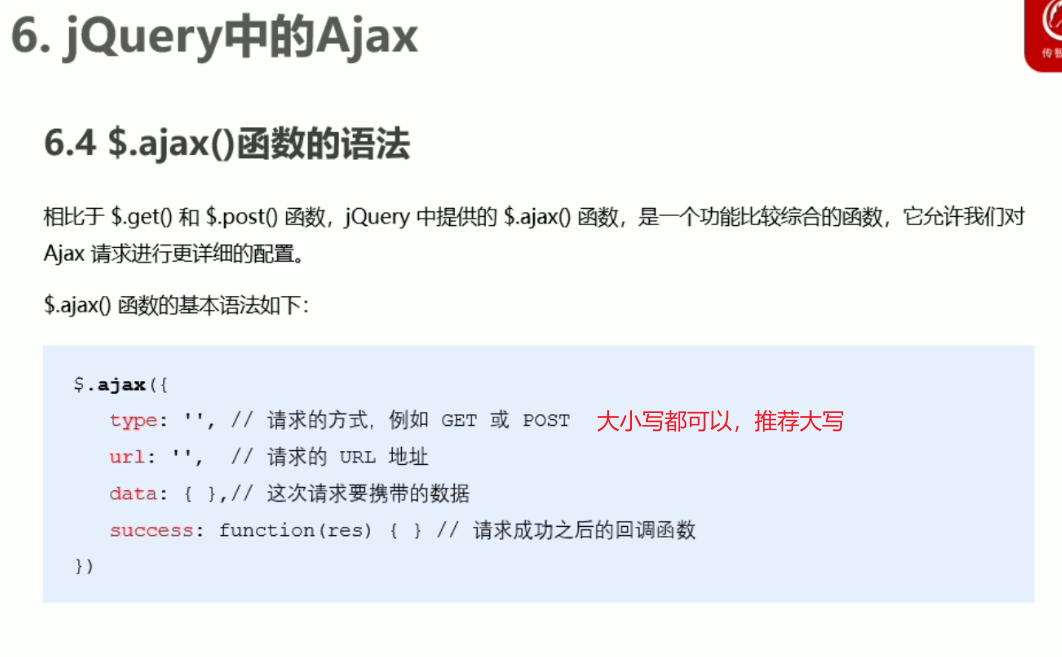 6. jQuery中的Ajax
传智
6.4 $.ajax()函数的语法
相比于 $.get() 和 $.post() 函数，jQuery 中提供的 $.ajax() 函数，是一个功能比较综合的函数，它允许我们对
Ajax 请求进行更详细的配置。
$.ajax() 函数的基本语法如下：
$.ajax({
type: '', // 请求的方式，例如 GET 或 POST 大小写都可以，推荐大写
url: '', // 请求的 URL 地址
data: { },// 这次请求要携带的数据
success: function(res) { } // 请求成功之后的回调函数
})